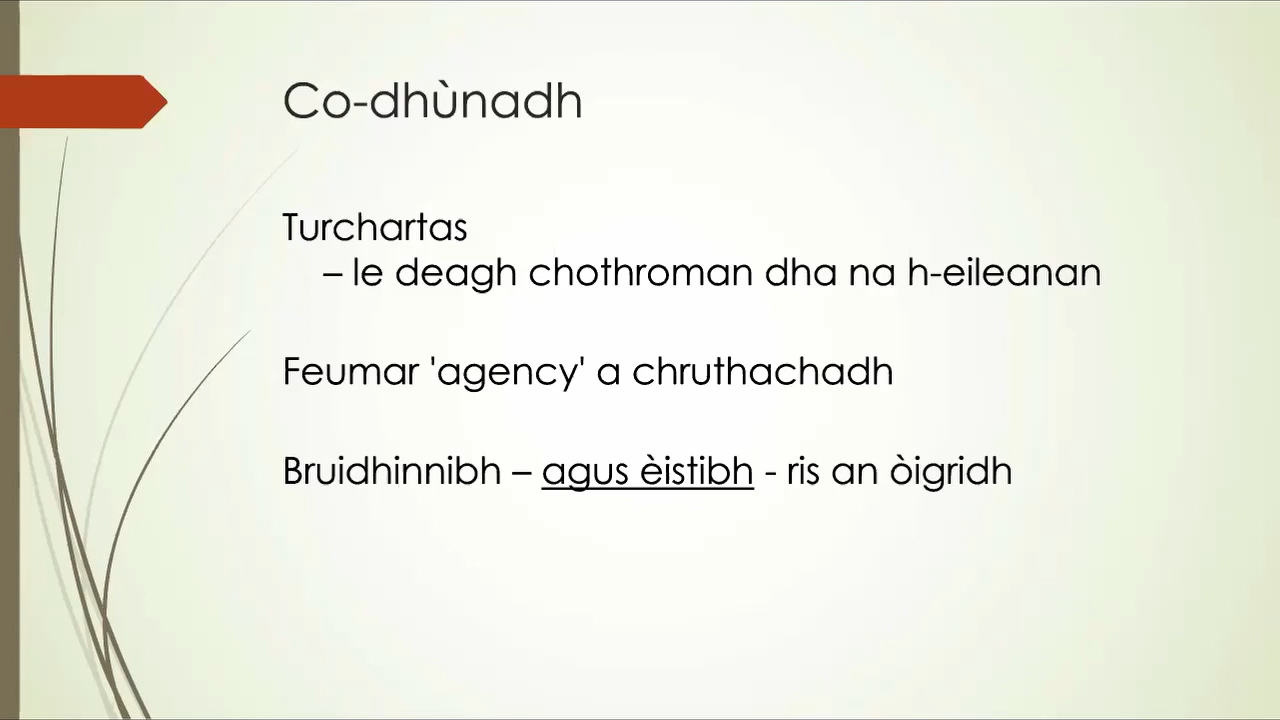 Co-dhùnadh
Turchartas
– le deagh chothroman dha na h-eileanan
Feumar 'agency' a chruthachadh
Bruidhinnibh – agus èistibh - ris an òigridh